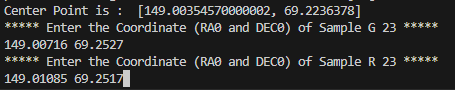 Center Point is :  [149.00354570000002, 69.2236378]
***** Enter the Coordinate (RA0 and DEC0) of Sample G 23 *****
149.00716 69.2527
***** Enter the Coordinate (RA0 and DEC0) of Sample R 23 *****
149.01085 69.2517